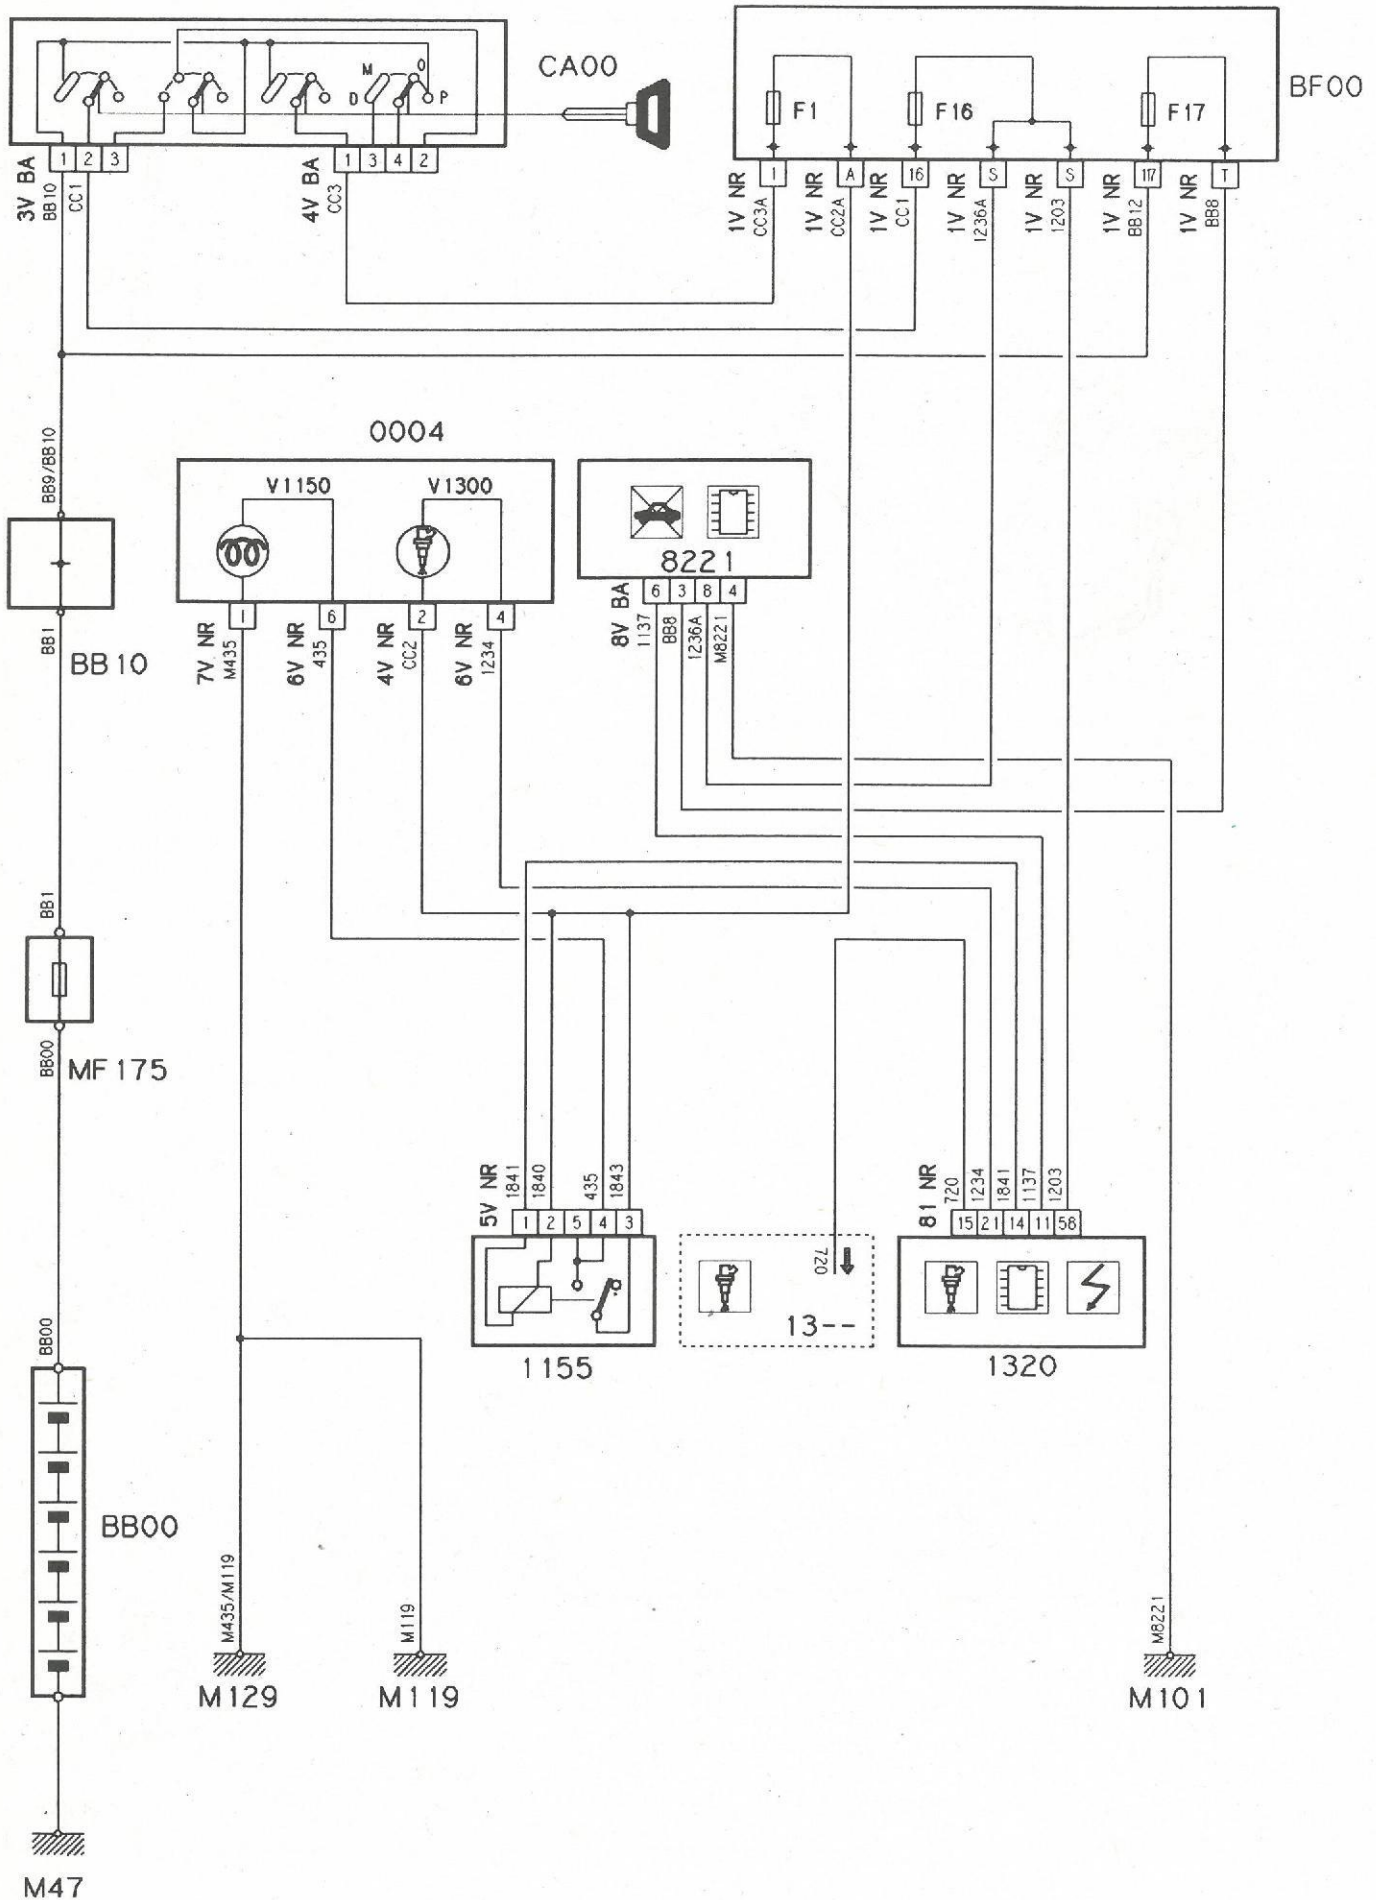 CA00
M O
D P
1 2 3
1 3 4 2
3V BA
BB10
CC1
4V BA
CC3
BF00
F1
F16
F17
1 A 16 S S 117 T
1V NR
CC3A
1V NR
CC2A
1V NR
CC1
1V NR
1236A
1V NR
1203
1V NR
BB12
1V NR
BB8
BB9/BB10
BB1
BB10
0004
V1150
V1300
1 6 2 4
7V NR
M435
6V NR
435
4V NR
CC2
6V NR
1234
8221
6 3 8 4
8V BA
1137
BB8
1236A
M8221
BB1
MF175
BB00
5V NR
1841
1840
435
1843
1 2 5 4 3
1155
720
13--
81 NR
720
1234
1841
1137
1203
15 21 14 11 58
1320
BB00
BB00
M435/M119
M119
M8221
M129
M119
M101
M47